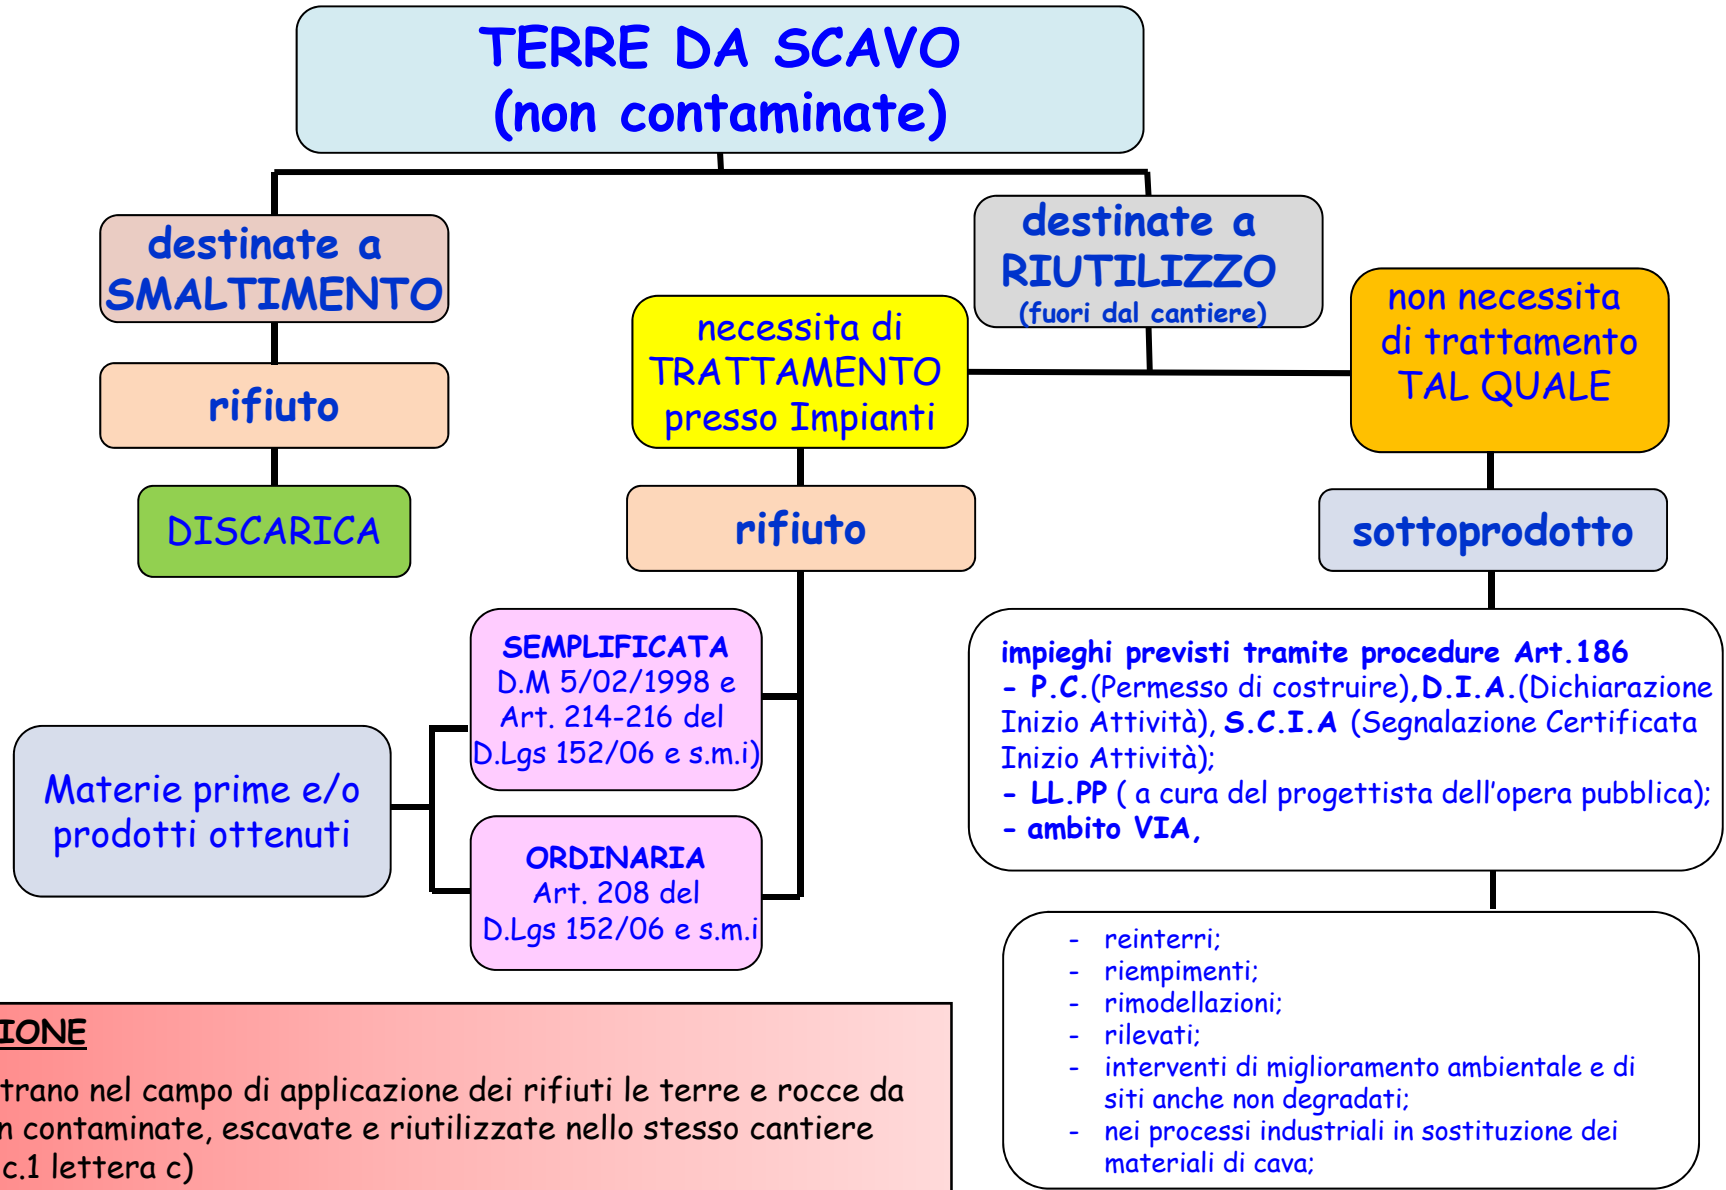 TERRE DA SCAVO
(non contaminate)
destinate a
SMALTIMENTO
rifiuto
DISCARICA
destinate a
RIUTILIZZO
(fuori dal cantiere)
necessita di
TRATTAMENTO
presso Impianti
rifiuto
SEMPLIFICATA
D.M 5/02/1998 e
Art. 214-216 del
D.Lgs 152/06 e s.m.i)
ORDINARIA
Art. 208 del
D.Lgs 152/06 e s.m.i
Materie prime e/o
prodotti ottenuti
non necessita
di trattamento
TAL QUALE
sottoprodotto
impieghi previsti tramite procedure Art.186
- P.C.(Permesso di costruire),D.I.A.(Dichiarazione
Inizio Attività), S.C.I.A (Segnalazione Certificata
Inizio Attività);
- LL.PP ( a cura del progettista dell'opera pubblica);
- ambito VIA,
- reinterri;
- riempimenti;
- rimodellazioni;
- rilevati;
- interventi di miglioramento ambientale e di
siti anche non degradati;
- nei processi industriali in sostituzione dei
materiali di cava;
IONE
trano nel campo di applicazione dei rifiuti le terre e rocce da
n contaminate, escavate e riutilizzate nello stesso cantiere
c.1 lettera c)